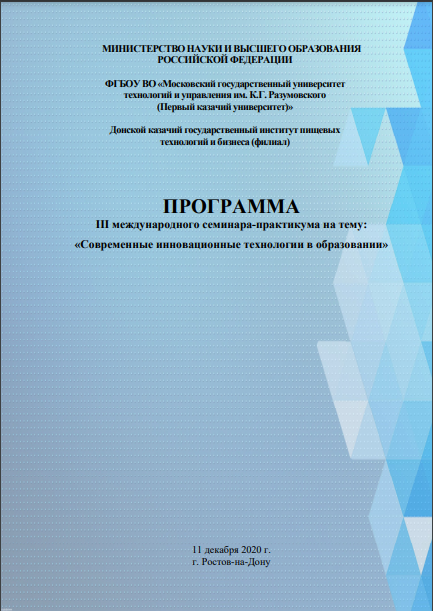 МИНИСТЕРСТВО НАУКИ И ВЫСШЕГО ОБРАЗОВАНИЯ
РОССИЙСКОЙ ФЕДЕРАЦИИ
ФГБОУ ВО «Московский государственный университет
технологий и управления им. К.Г. Разумовского
(Первый казачий университет)»
Донской казачий государственный институт пищевых
технологий и бизнеса (филиал)
ПРОГРАММА
III международного семинара-практикума на тему:
«Современные инновационные технологии в образовании»
11 декабря 2020 г.
г. Ростов-на-Дону